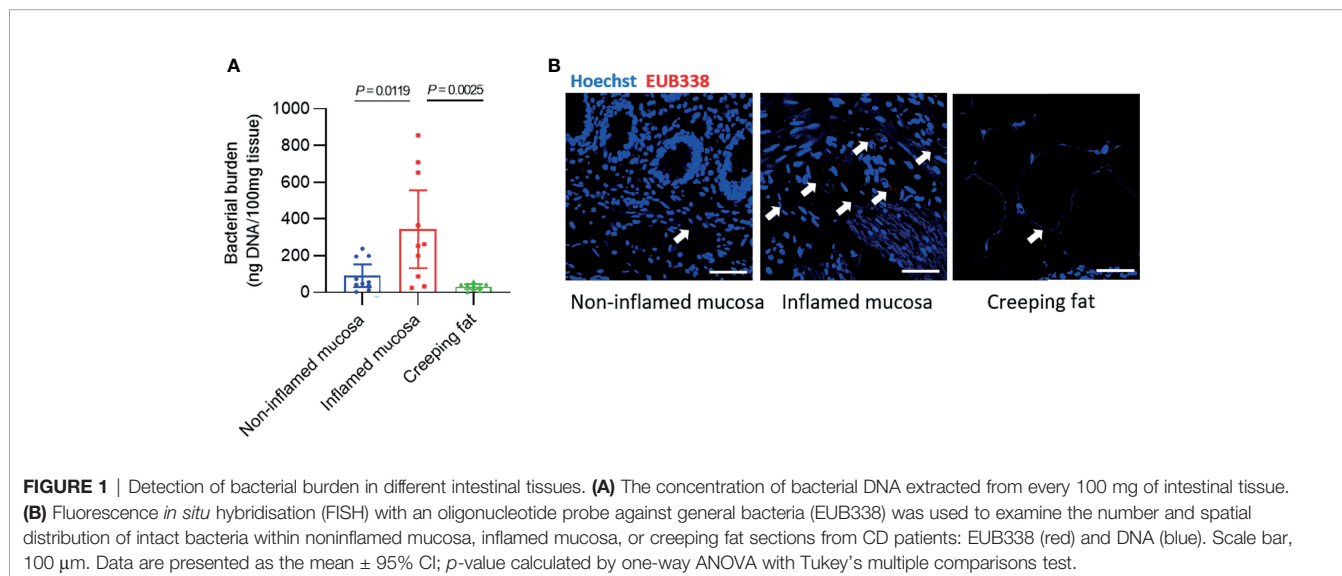 A
P = 0.0119
P = 0.0025
Bacterial burden
(ng DNA/100mg tissue)
1000
800
600
400
200
0
Non-inflamed mucosa
Inflamed mucosa
Creeping fat
B
Hoechst EUB338
Non-inflamed mucosa
Inflamed mucosa
Creeping fat
FIGURE 1 | Detection of bacterial burden in different intestinal tissues. (A) The concentration of bacterial DNA extracted from every 100 mg of intestinal tissue.
(B) Fluorescence in situ hybridisation (FISH) with an oligonucleotide probe against general bacteria (EUB338) was used to examine the number and spatial
distribution of intact bacteria within noninflamed mucosa, inflamed mucosa, or creeping fat sections from CD patients: EUB338 (red) and DNA (blue). Scale bar,
100 μm. Data are presented as the mean ± 95% CI; p-value calculated by one-way ANOVA with Tukey’s multiple comparisons test.